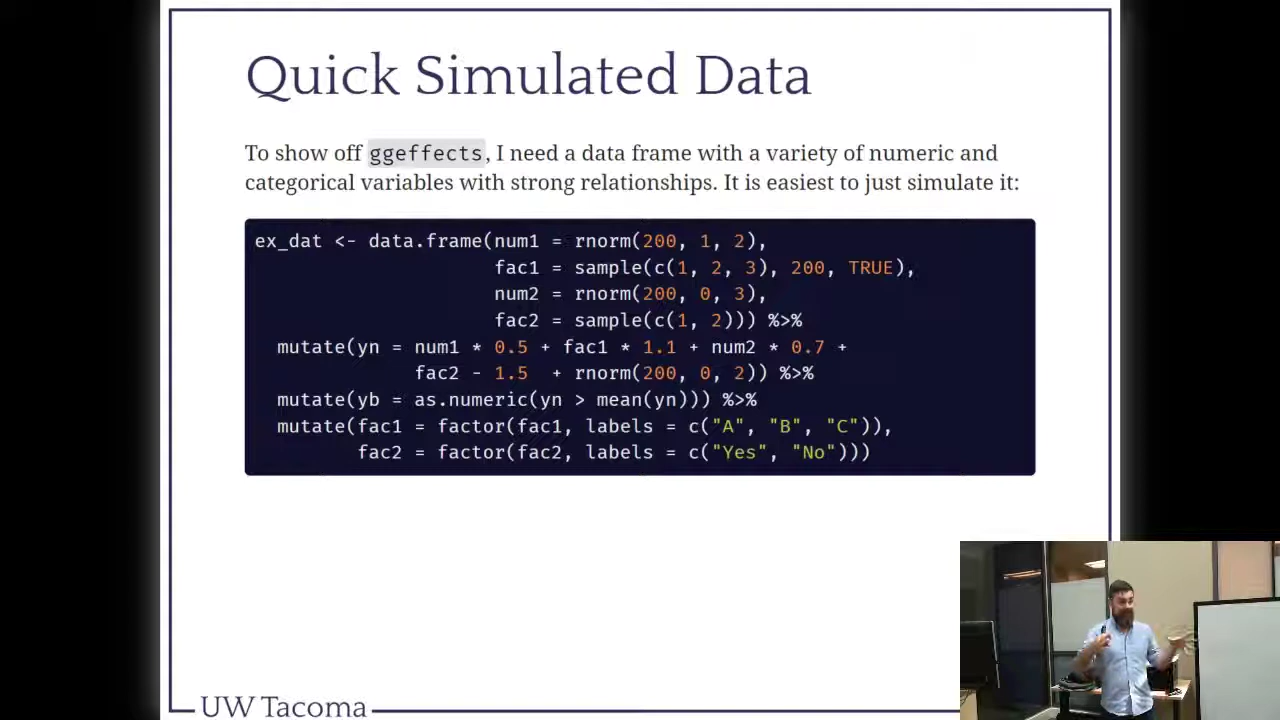 Quick Simulated Data
To show off ggeffects, I need a data frame with a variety of numeric and
categorical variables with strong relationships. It is easiest to just simulate it:
ex_dat <- data.frame(num1 = rnorm(200, 1, 2),
                     fac1 = sample(c(1, 2, 3), 200, TRUE),
                     num2 = rnorm(200, 0, 3),
                     fac2 = sample(c(1, 2))) %>%
  mutate(yn = num1 * 0.5 + fac1 * 1.1 + num2 * 0.7 +
              fac2 - 1.5  + rnorm(200, 0, 2)) %>%
  mutate(yb = as.numeric(yn > mean(yn))) %>%
  mutate(fac1 = factor(fac1, labels = c("A", "B", "C")),
         fac2 = factor(fac2, labels = c("Yes", "No")))
UW Tacoma